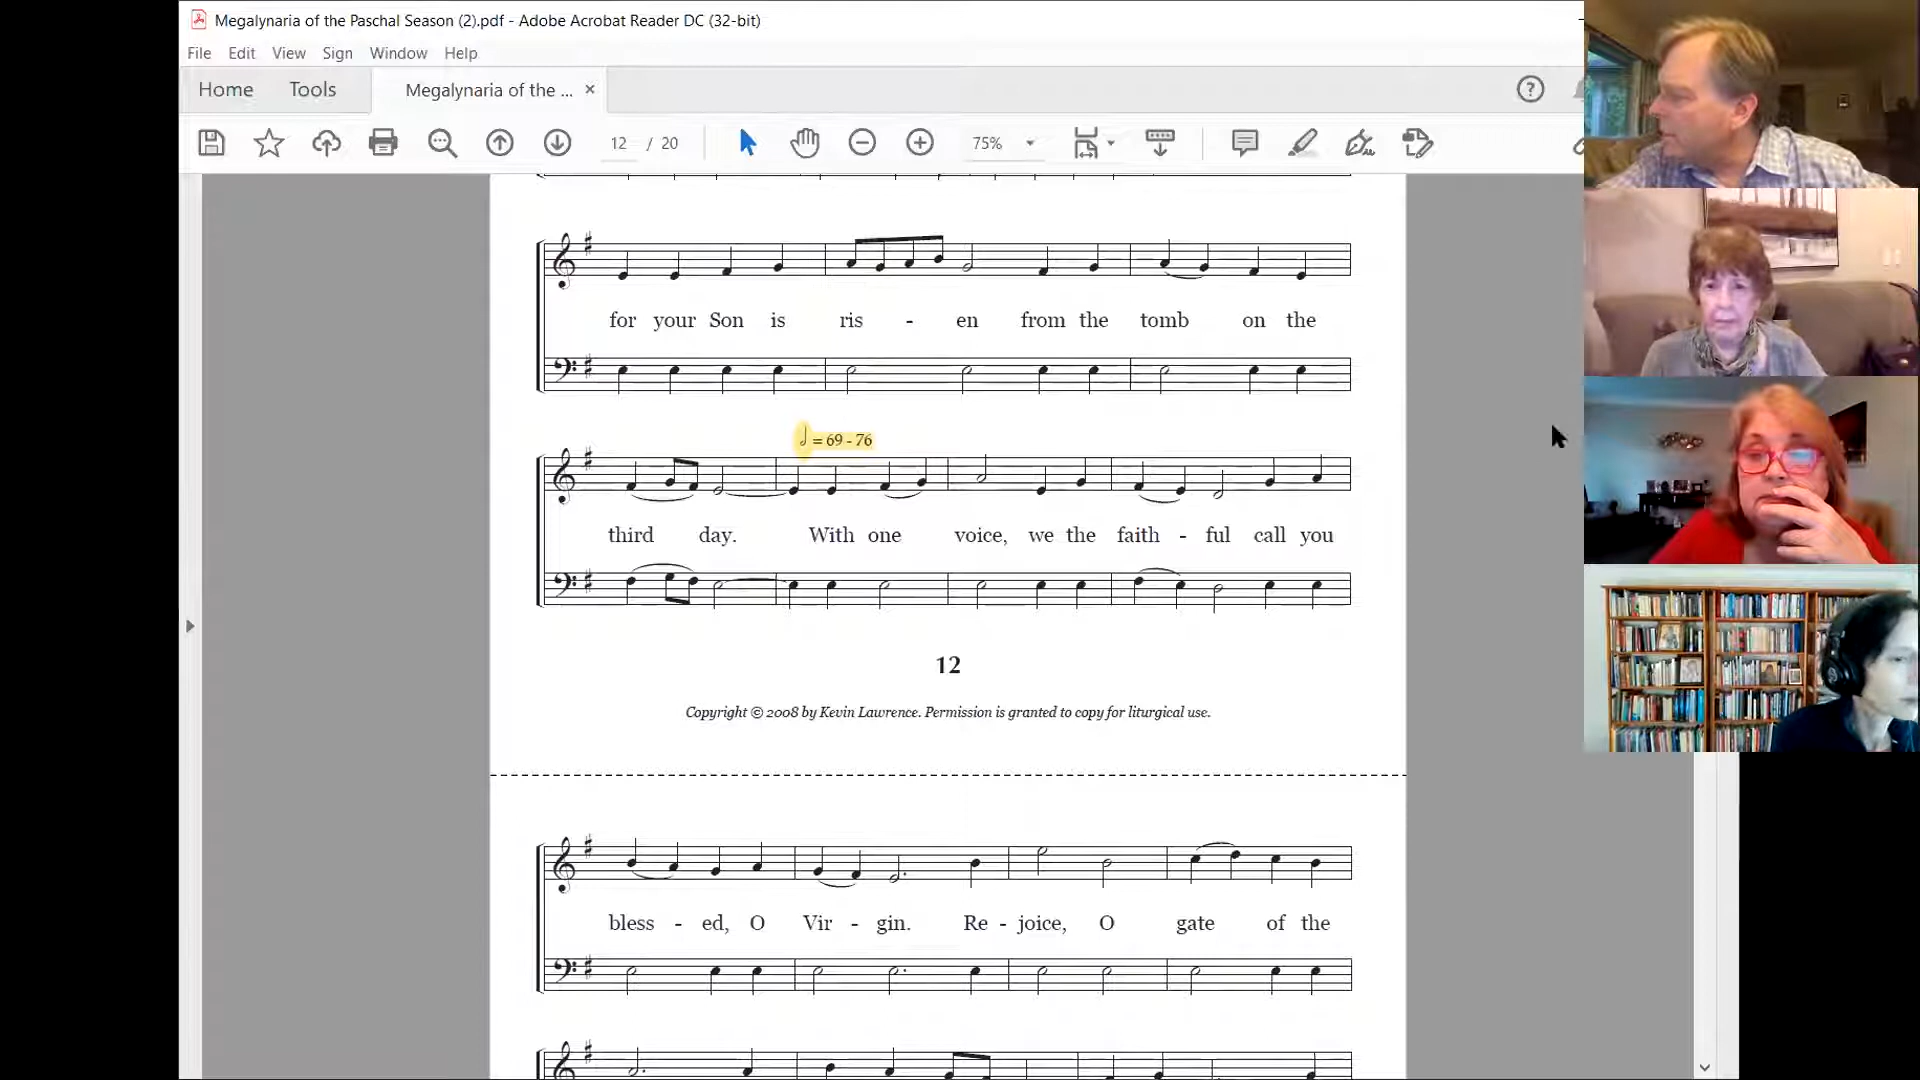 Megalynaria of the Paschal Season (2).pdf - Adobe Acrobat Reader DC (32-bit)
File Edit View Sign Window Help
Home Tools Megalynaria of the ... ×
12 / 20 75%
for your Son is ris - en from the tomb on the
= 69 - 76
third day. With one voice, we the faith - ful call you
12
Copyright © 2008 by Kevin Lawrence. Permission is granted to copy for liturgical use.
bless - ed, O Vir - gin. Re - joice, O gate of the